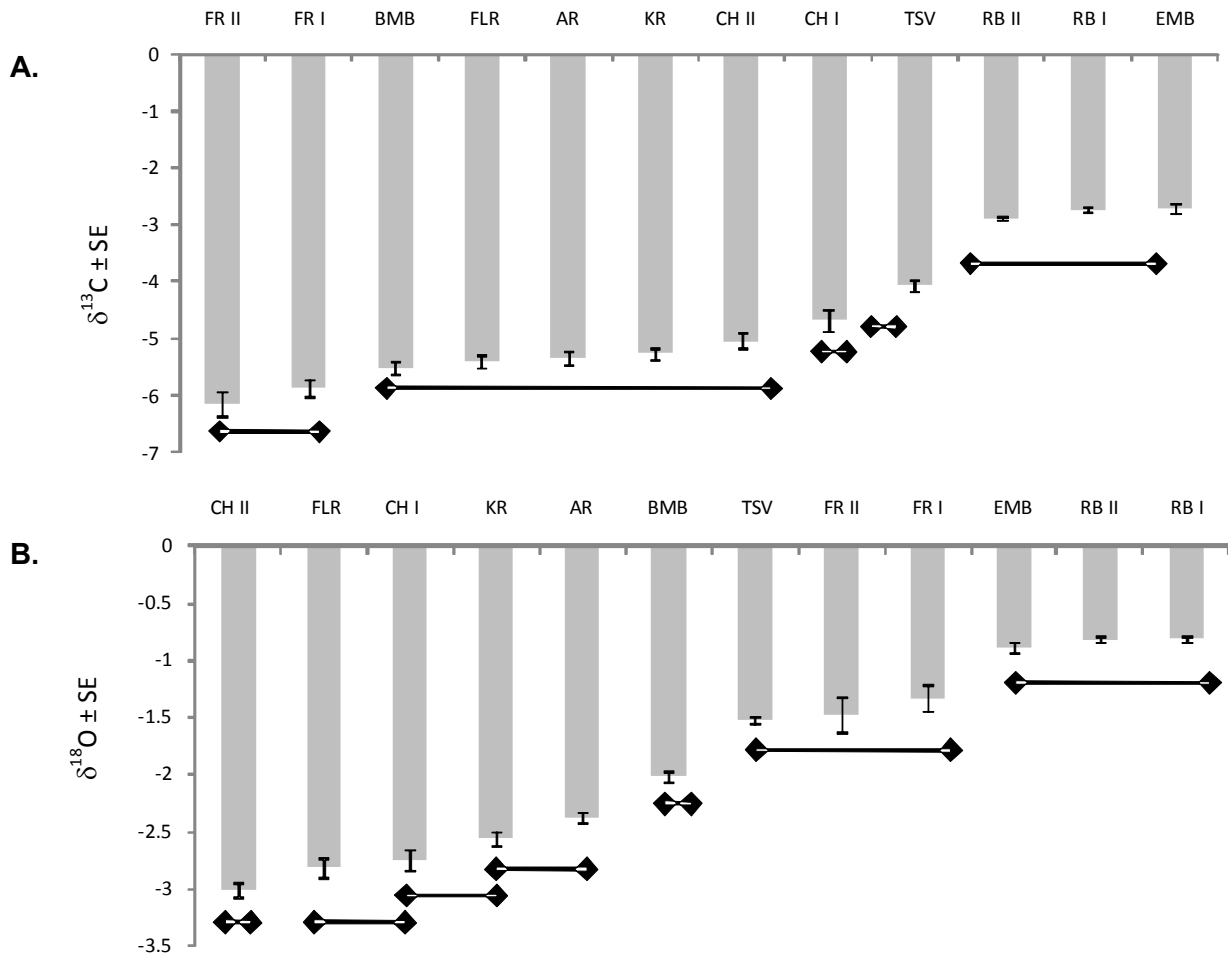 FR II FR I BMB FLR AR KR CH II CH I TSV RB II RB I EMB
A.
0
-1
-2
-3
-4
-5
-6
-7
δ13C ± SE
CH II FLR CH I KR AR BMB TSV FR II FR I EMB RB II RB I
B.
0
-0.5
-1
-1.5
-2
-2.5
-3
-3.5
δ18O ± SE